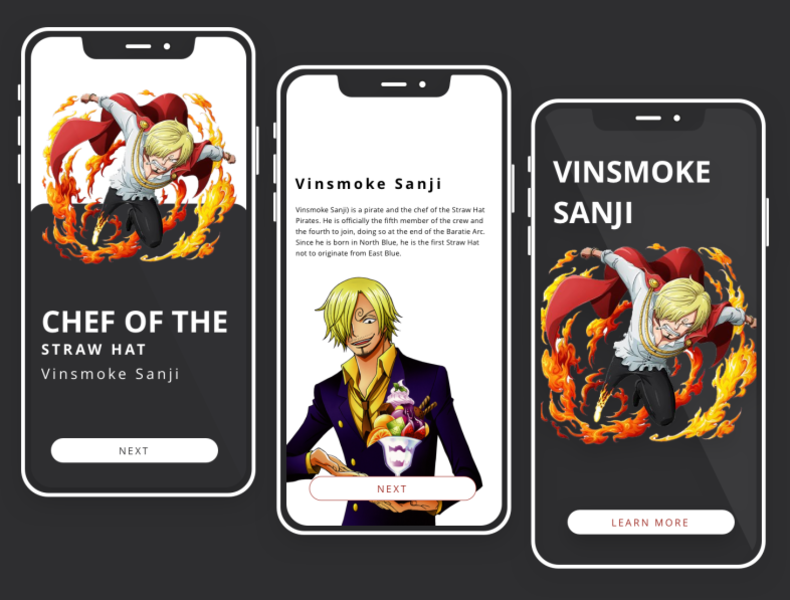 CHEF OF THE
STRAW HAT
Vinsmoke Sanji
NEXT
Vinsmoke Sanji
Vinsmoke Sanji) is a pirate and the chef of the Straw Hat
Pirates. He is officially the fifth member of the crew and
the fourth to join, doing so at the end of the Baratie Arc.
Since he is born in North Blue, he is the first Straw Hat
not to originate from East Blue.
NEXT
VINSMOKE
SANJI
LEARN MORE